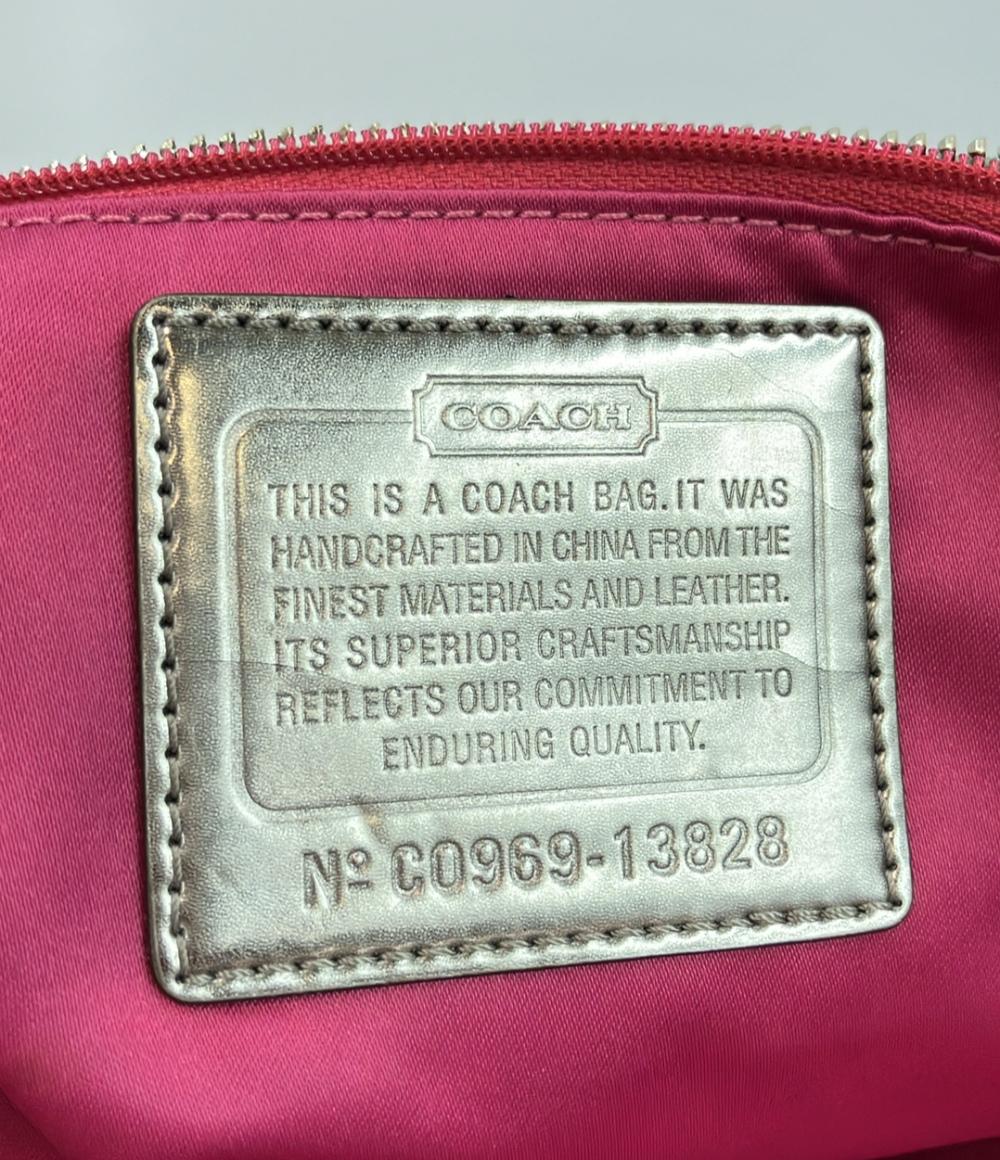 COACH
THIS IS A COACH BAG. IT WAS
HANDCRAFTED IN CHINA FROM THE
FINEST MATERIALS AND LEATHER.
ITS SUPERIOR CRAFTSMANSHIP
REFLECTS OUR COMMITMENT TO
ENDURING QUALITY.
Nº C0969-13828